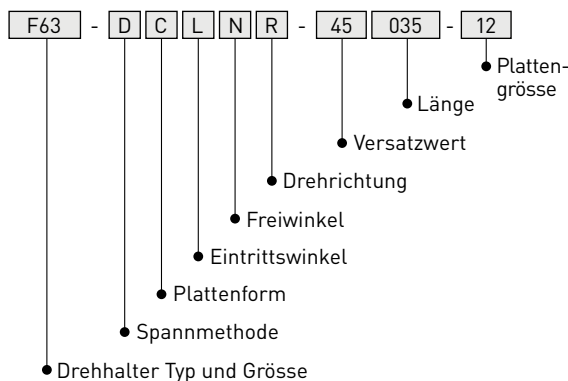 F63 - D C L N R - 45 035 - 12
Platten-
grösse
Länge
Versatzwert
Drehrichtung
Freiwinkel
Eintrittswinkel
Plattenform
Spannmethode
Drehhalter Typ und Grösse